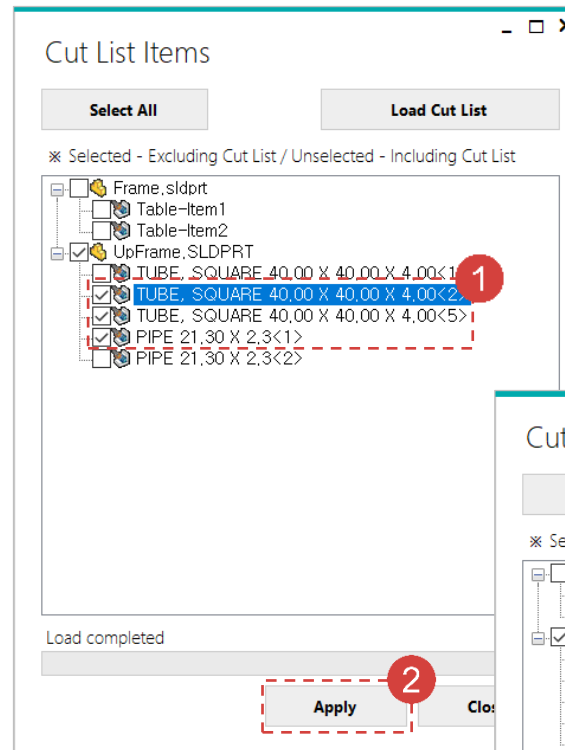 Cut List Items
Select All
Load Cut List
※ Selected - Excluding Cut List / Unselected - Including Cut List
Frame.sldprt
Table-Item1
Table-Item2
UpFrame.SLDPRT
TUBE, SQUARE 40,00 X 40,00 X 4,00<1
1
TUBE, SQUARE 40,00 X 40,00 X 4,00<2>
TUBE, SQUARE 40,00 X 40,00 X 4,00<5>
PIPE 21,30 X 2,3<1>
PIPE 21,30 X 2,3<2>
Load completed
2
Apply
Clo
Cut
※ Se